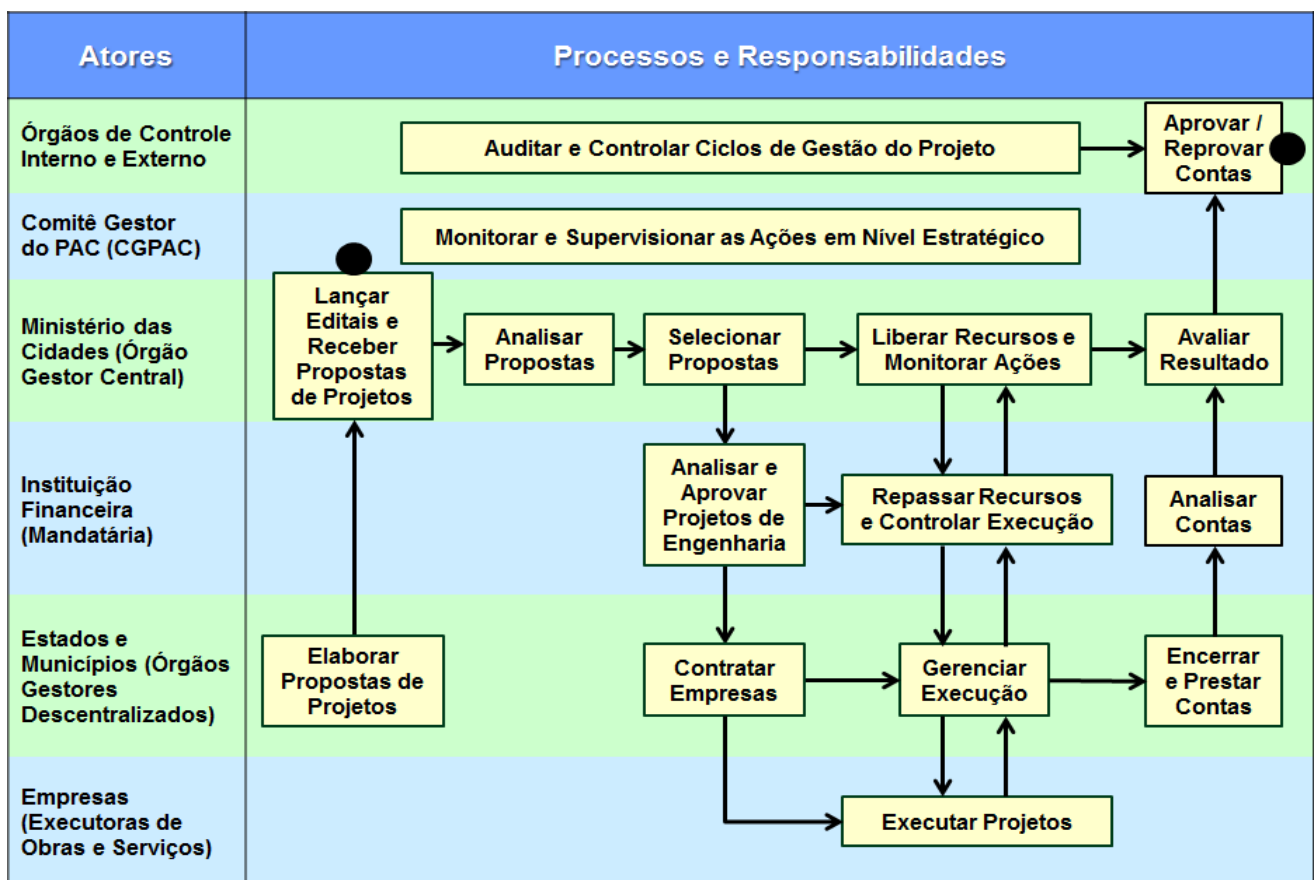 Atores
Processos e Responsabilidades
Órgãos de Controle
Interno e Externo
Auditar e Controlar Ciclos de Gestão do Projeto
Aprovar /
Reprovar
Contas
Comitê Gestor
do PAC (CGPAC)
Monitorar e Supervisionar as Ações em Nível Estratégico
Ministério das
Cidades (Órgão
Gestor Central)
Lançar
Editais e
Receber
Propostas
de Projetos
Analisar
Propostas
Selecionar
Propostas
Liberar Recursos e
Monitorar Ações
Avaliar
Resultado
Instituição
Financeira
(Mandatária)
Analisar e
Aprovar
Projetos de
Engenharia
Repassar Recursos
e Controlar Execução
Analisar
Contas
Estados e
Municípios (Órgãos
Gestores
Descentralizados)
Elaborar
Propostas de
Projetos
Contratar
Empresas
Gerenciar
Execução
Encerrar
e Prestar
Contas
Empresas
(Executoras de
Obras e Serviços)
Executar Projetos